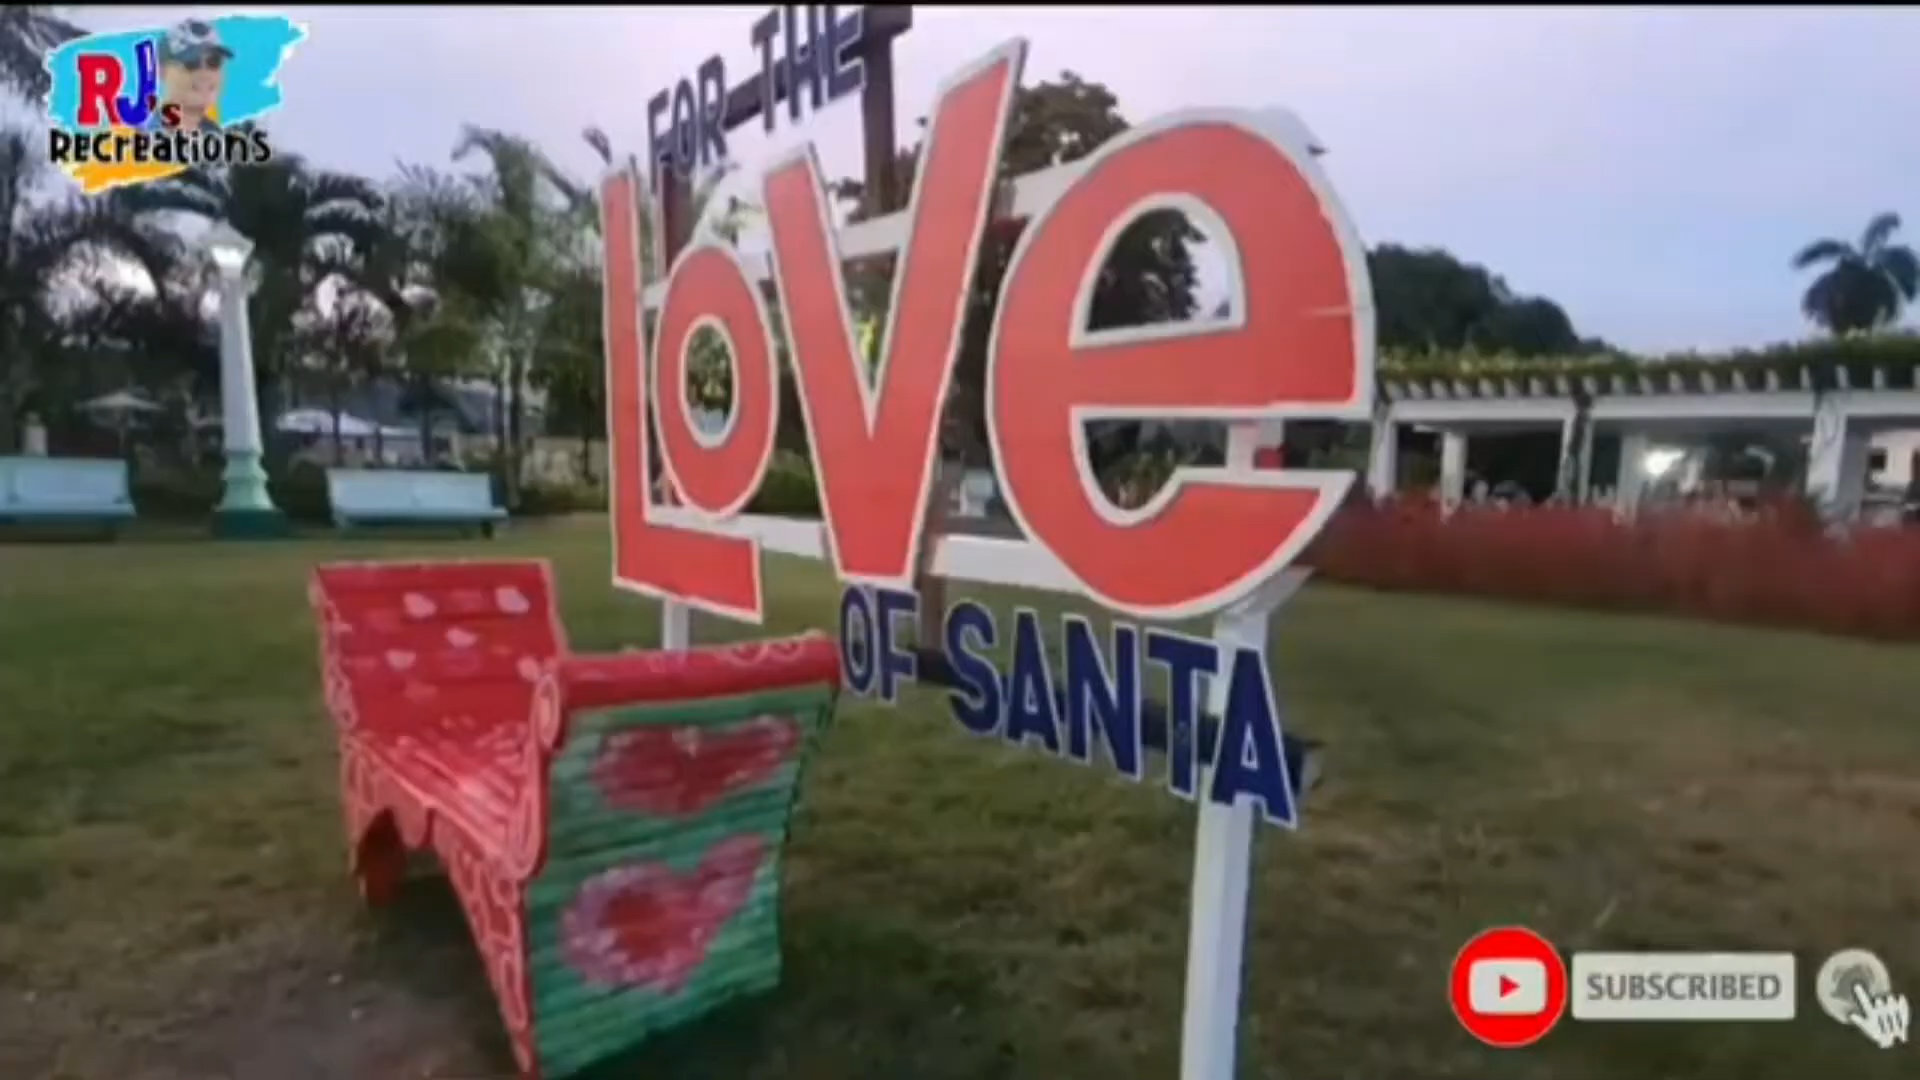 RJ's
ReCreations
FOR THE
LOVe
OF SANTA
SUBSCRIBED